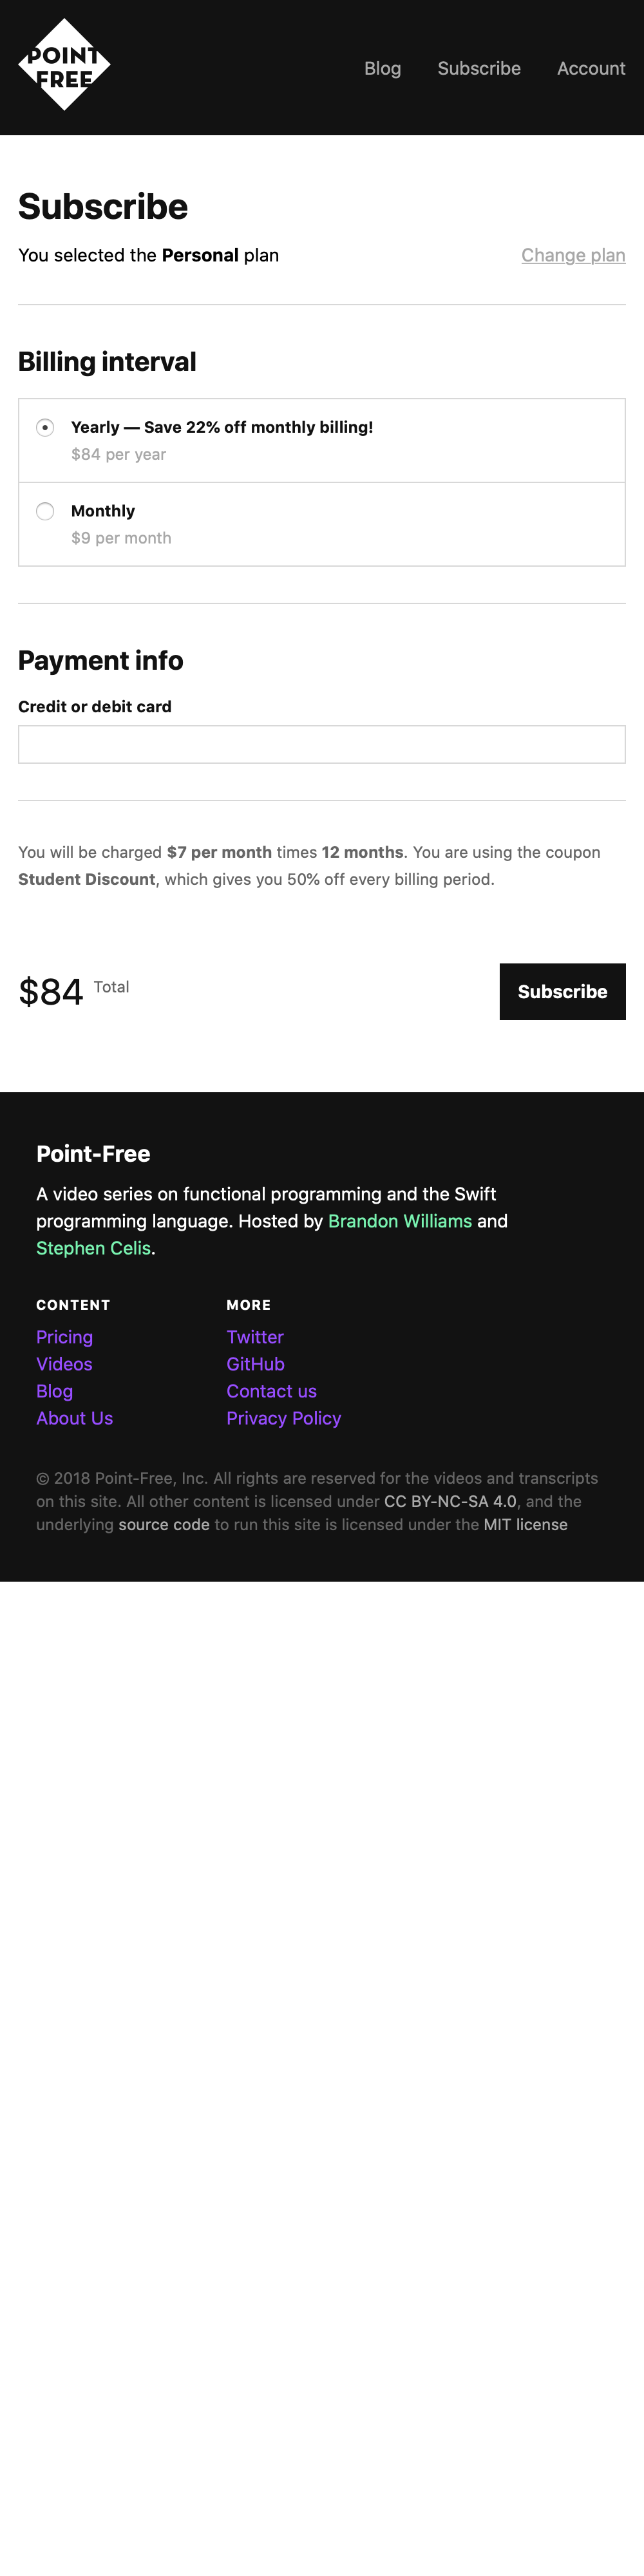 POINT
FREE
Blog Subscribe Account
Subscribe
You selected the Personal plan Change plan
Billing interval
Yearly — Save 22% off monthly billing!
$84 per year
Monthly
$9 per month
Payment info
Credit or debit card
You will be charged $7 per month times 12 months. You are using the coupon
Student Discount, which gives you 50% off every billing period.
$84 Total Subscribe
Point-Free
A video series on functional programming and the Swift
programming language. Hosted by Brandon Williams and
Stephen Celis.
CONTENT
Pricing
Videos
Blog
About Us
MORE
Twitter
GitHub
Contact us
Privacy Policy
© 2018 Point-Free, Inc. All rights are reserved for the videos and transcripts
on this site. All other content is licensed under CC BY-NC-SA 4.0, and the
underlying source code to run this site is licensed under the MIT license